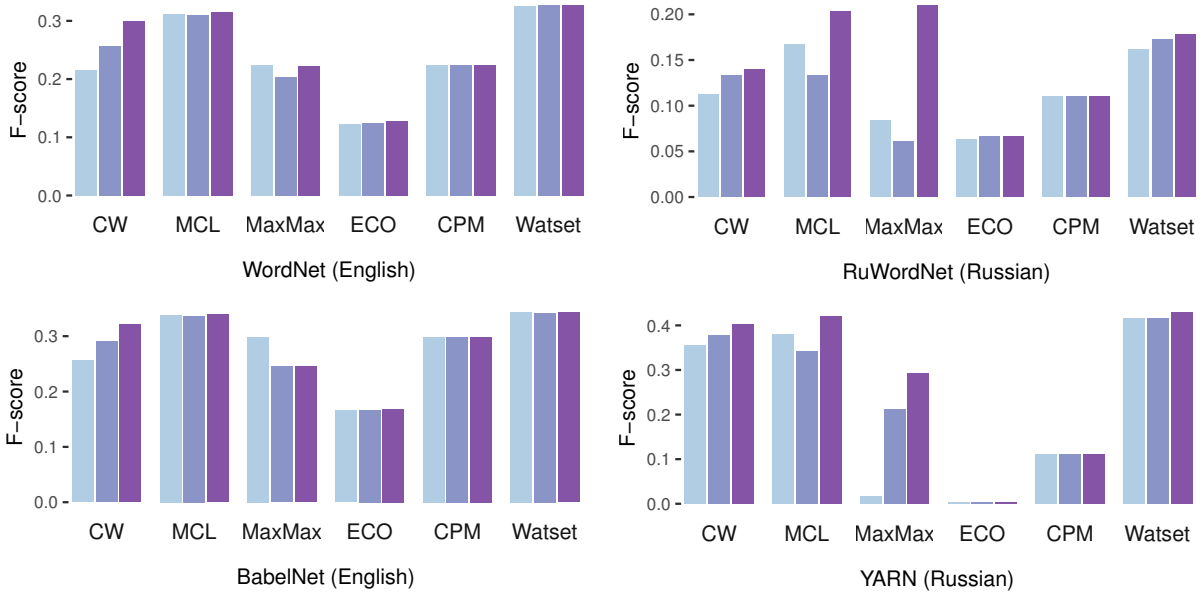 F−score
0.3
0.2
0.1
0.0
CW MCL MaxMax ECO CPM Watset
WordNet (English)
F−score
0.20
0.15
0.10
0.05
0.00
CW MCL MaxMax ECO CPM Watset
RuWordNet (Russian)
F−score
0.3
0.2
0.1
0.0
CW MCL MaxMax ECO CPM Watset
BabelNet (English)
F−score
0.4
0.3
0.2
0.1
0.0
CW MCL MaxMax ECO CPM Watset
YARN (Russian)